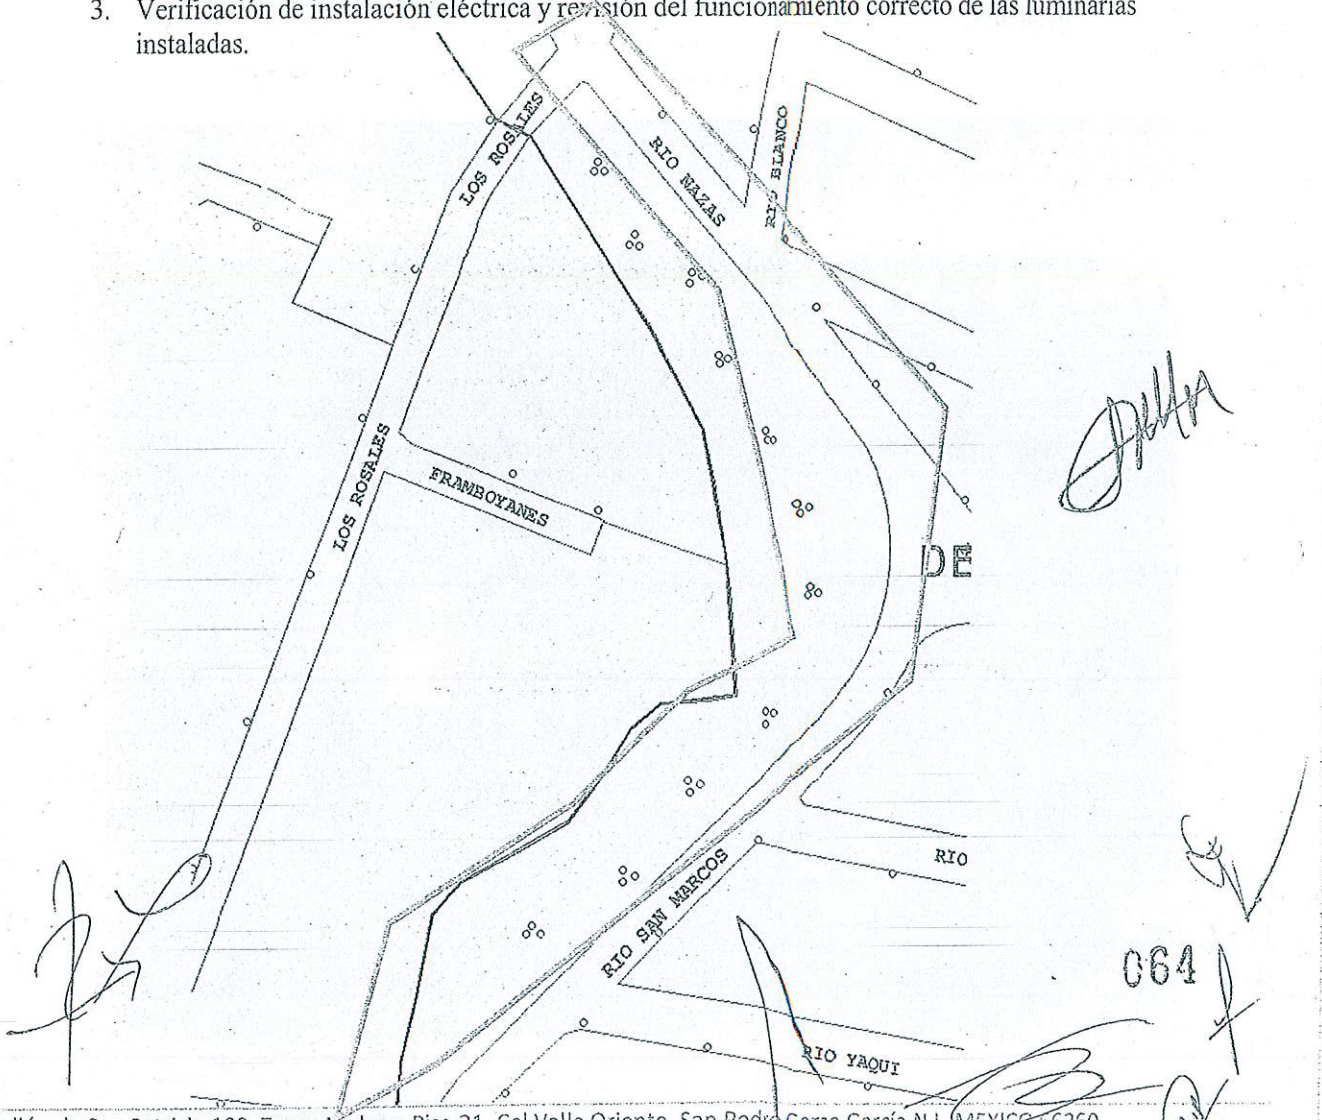 3. Verificación de instalación eléctrica y revisión del funcionamiento correcto de las luminarias
instaladas.
LOS ROSALES
RIO NAZAS
RIO BLANCO
LOS ROSALES
FRAMBOYANES
DE
RIO
RIO SAN MARCOS
064
RIO YAQUI
Col Valle Oriente, San Pedro Garza García N.L. MEXICO